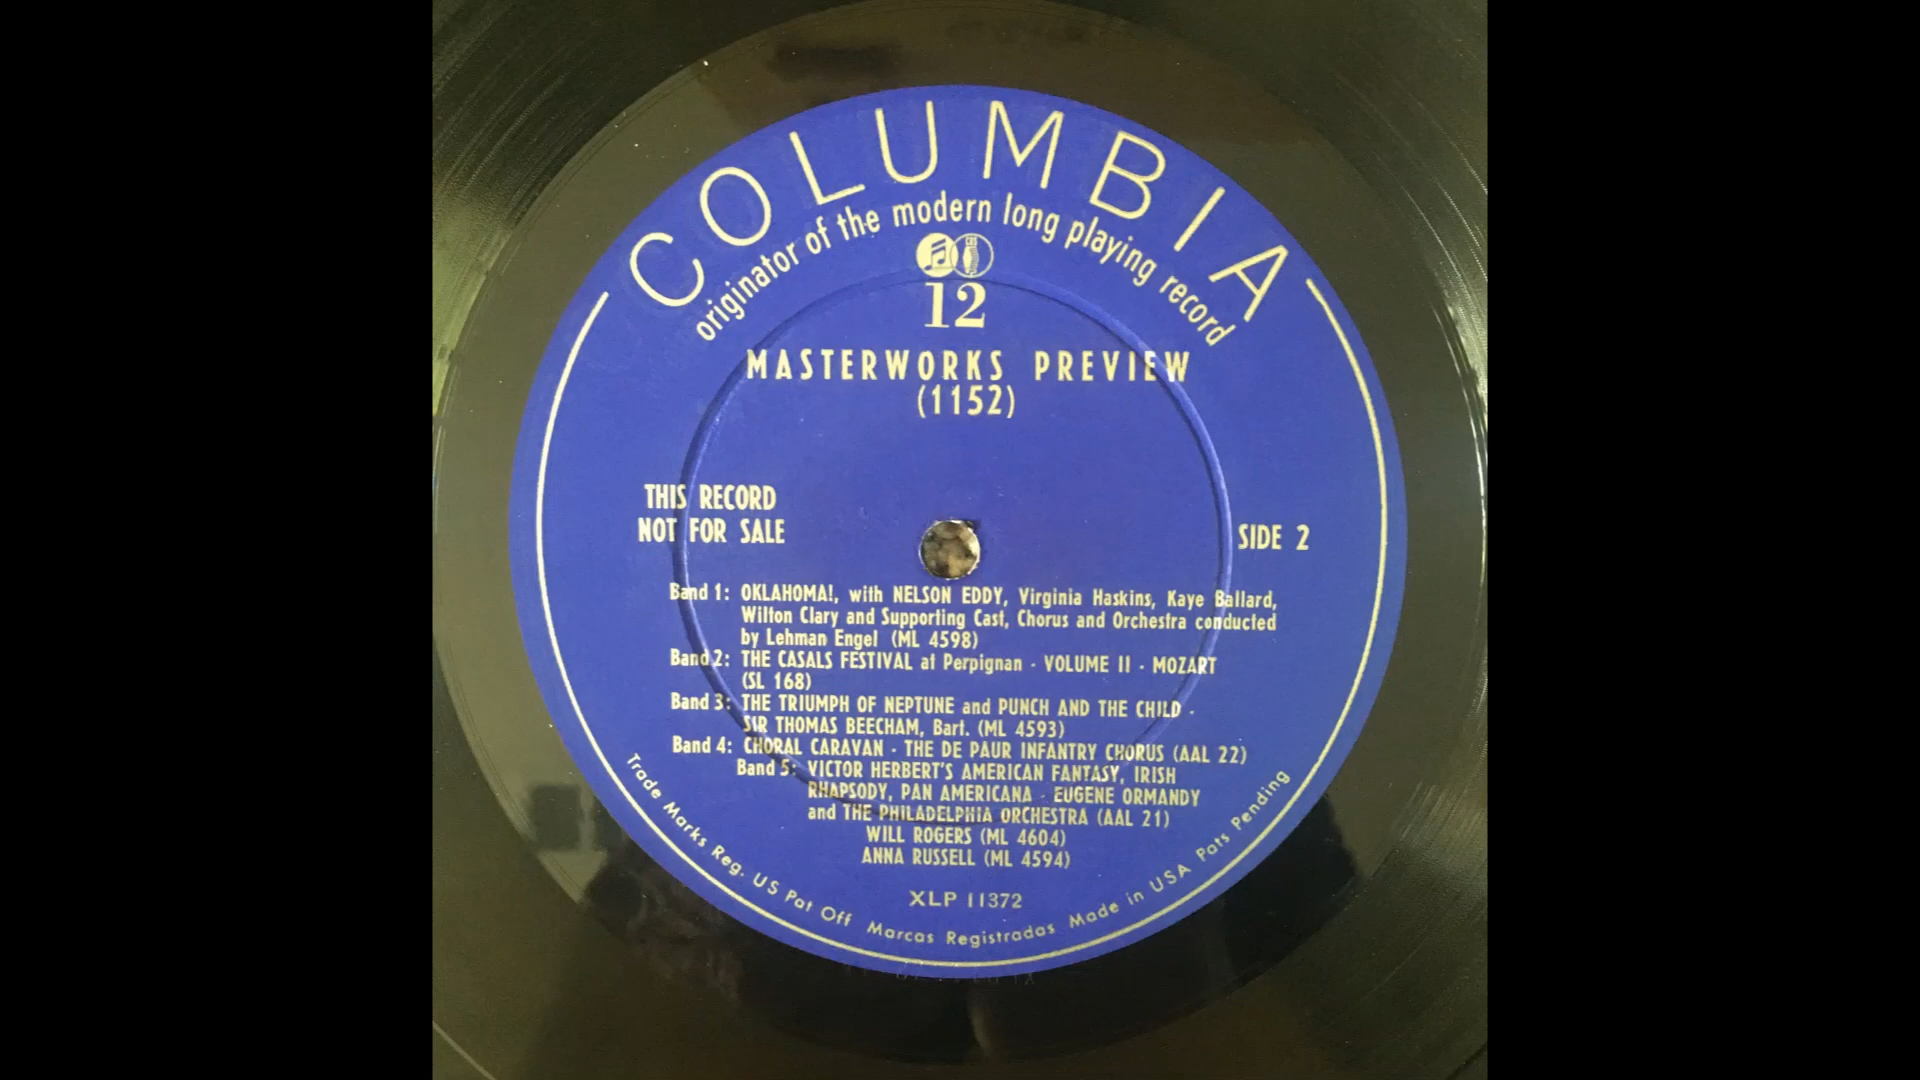 COLUMBIA
originator of the modern long playing record
CBS
12
MASTERWORKS PREVIEW
(1152)
THIS RECORD
NOT FOR SALE
SIDE 2
Band 1: OKLAHOMA!, with NELSON EDDY, Virginia Haskins, Kaye Ballard,
Wilton Clary and Supporting Cast, Chorus and Orchestra conducted
by Lehman Engel (ML 4598)
Band 2: THE CASALS FESTIVAL at Perpignan - VOLUME II - MOZART
(SL 168)
Band 3: THE TRIUMPH OF NEPTUNE and PUNCH AND THE CHILD -
SIR THOMAS BEECHAM, Bart. (ML 4593)
Band 4: CHORAL CARAVAN - THE DE PAUR INFANTRY CHORUS (AAL 22)
Band 5: VICTOR HERBERT'S AMERICAN FANTASY, IRISH
RHAPSODY, PAN AMERICANA - EUGENE ORMANDY
and THE PHILADELPHIA ORCHESTRA (AAL 21)
WILL ROGERS (ML 4604)
ANNA RUSSELL (ML 4594)
XLP 11372
Trade Marks Reg. US Pat Off Marcas Registradas Made in USA Pats Pending